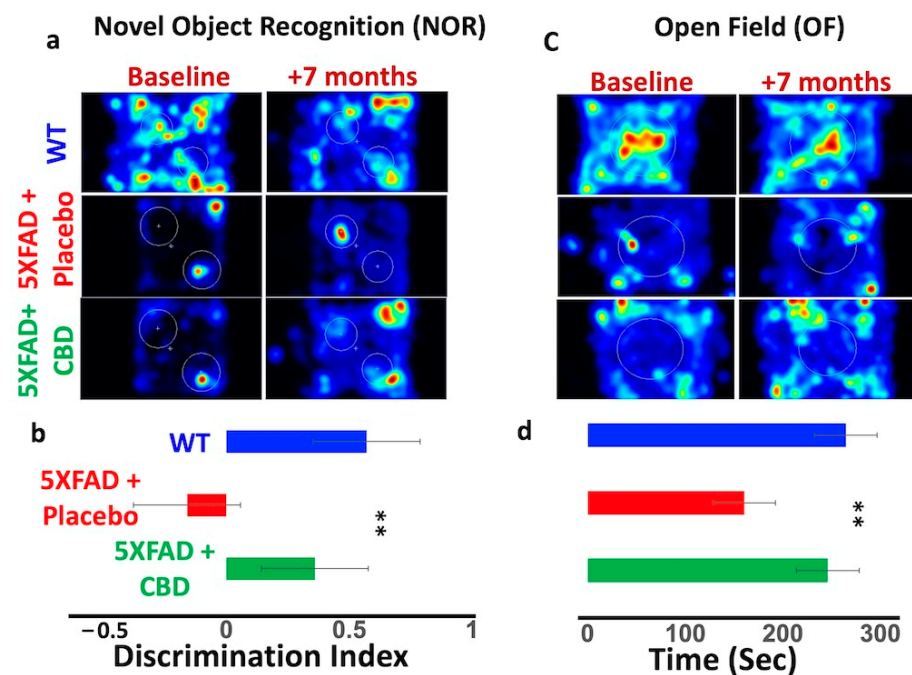 a
Novel Object Recognition (NOR)
Baseline
+7 months
WT
5XFAD +
Placebo
5XFAD+
CBD
C
Open Field (OF)
Baseline
+7 months
b
WT
5XFAD +
Placebo
5XFAD +
CBD
**
−0.5
0
0.5
1
Discrimination Index
d
**
0
100
200
300
Time (Sec)